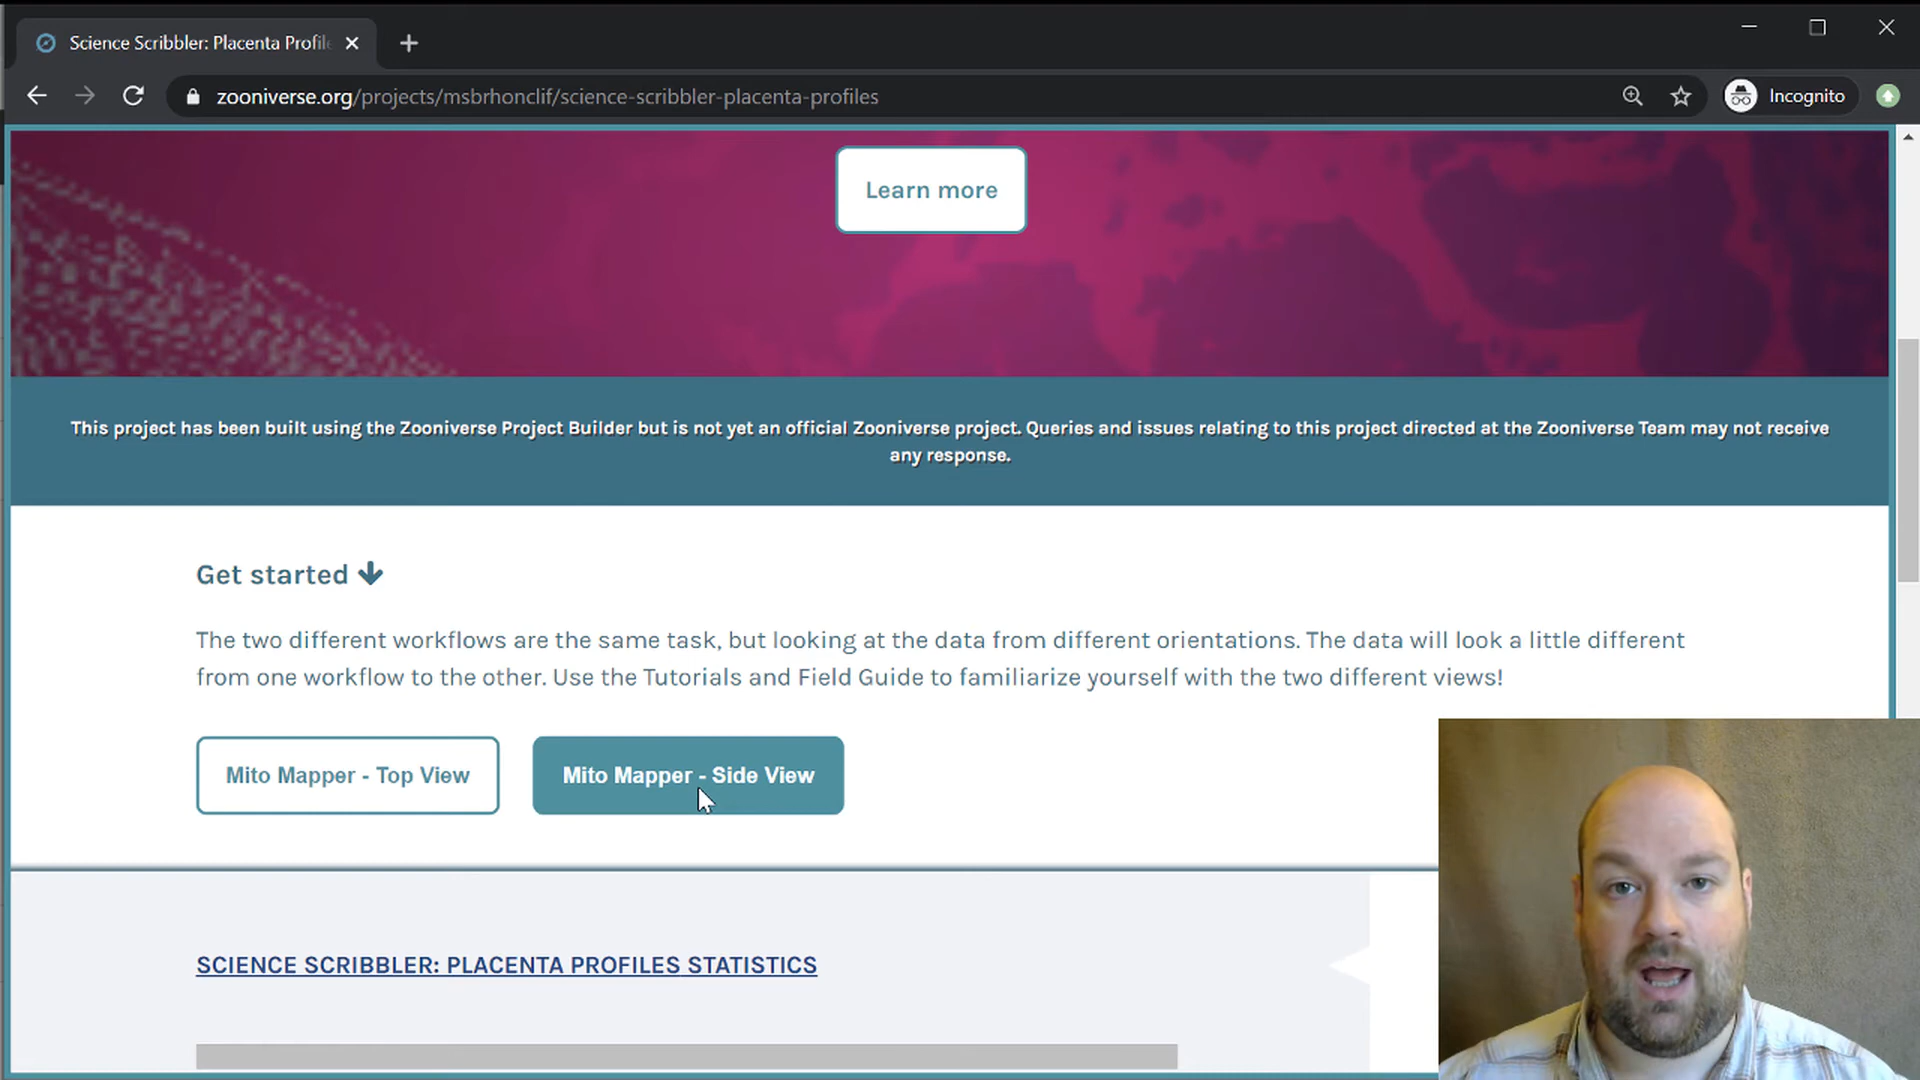 Science Scribbler: Placenta Profile
zooniverse.org/projects/msbrhonclif/science-scribbler-placenta-profiles
Incognito
Learn more
This project has been built using the Zooniverse Project Builder but is not yet an official Zooniverse project. Queries and issues relating to this project directed at the Zooniverse Team may not receive
any response.
Get started
The two different workflows are the same task, but looking at the data from different orientations. The data will look a little different
from one workflow to the other. Use the Tutorials and Field Guide to familiarize yourself with the two different views!
Mito Mapper - Top View
Mito Mapper - Side View
SCIENCE SCRIBBLER: PLACENTA PROFILES STATISTICS